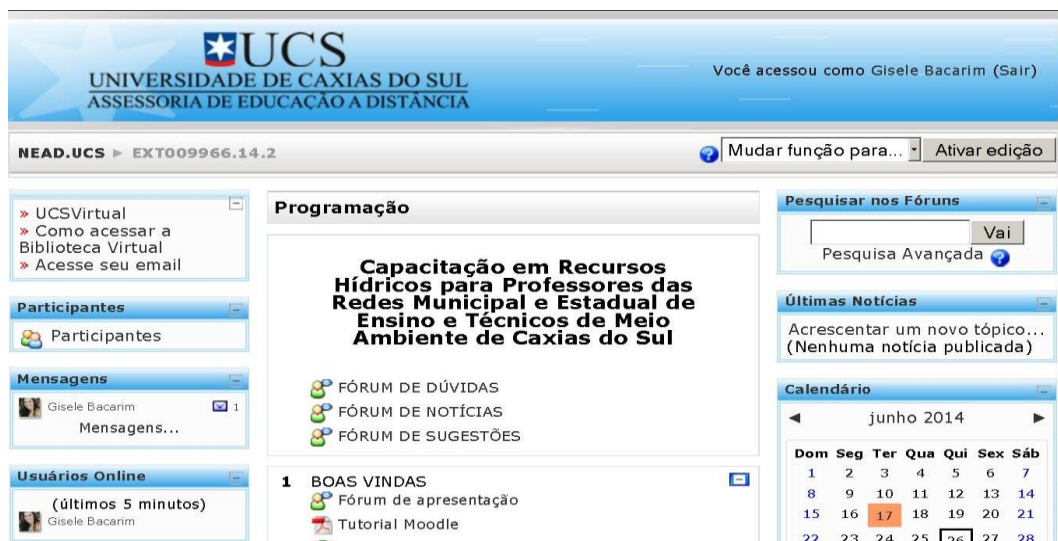 UCS
UNIVERSIDADE DE CAXIAS DO SUL
ASSESSORIA DE EDUCAÇÃO A DISTÂNCIA
Você acessou como Gisele Bacarim (Sair)
NEAD.UCS ► EXT009966.14.2
Mudar função para...
Ativar edição
» UCSVirtual
» Como acessar a
Biblioteca Virtual
» Acesse seu email
Participantes
Participantes
Mensagens
Gisele Bacarim 1
Mensagens...
Usuários Online
(últimos 5 minutos)
Gisele Bacarim
Programação
Capacitação em Recursos
Hídricos para Professores das
Redes Municipal e Estadual de
Ensino e Técnicos de Meio
Ambiente de Caxias do Sul
FÓRUM DE DÚVIDAS
FÓRUM DE NOTÍCIAS
FÓRUM DE SUGESTÕES
1 BOAS VINDAS
Fórum de apresentação
Tutorial Moodle
Pesquisar nos Fóruns
Vai
Pesquisa Avançada
Últimas Notícias
Acrescentar um novo tópico...
(Nenhuma notícia publicada)
Calendário
◄ junho 2014 ►
Dom Seg Ter Qua Qui Sex Sáb
1 2 3 4 5 6 7
8 9 10 11 12 13 14
15 16 17 18 19 20 21
22 23 24 25 26 27 28